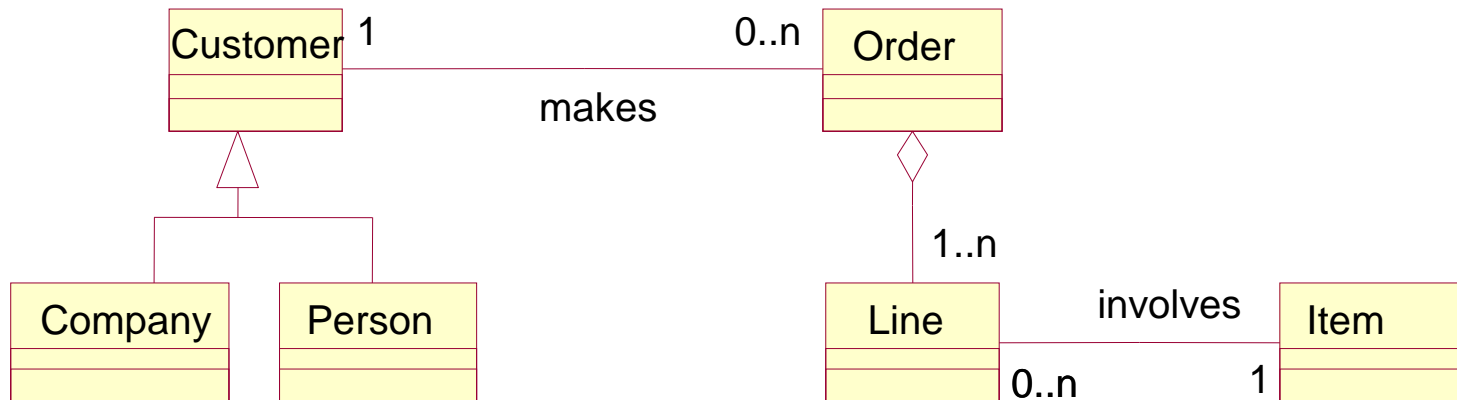 Customer 1 0..n Order
makes
1..n
Company Person Line involves Item
0..n 1